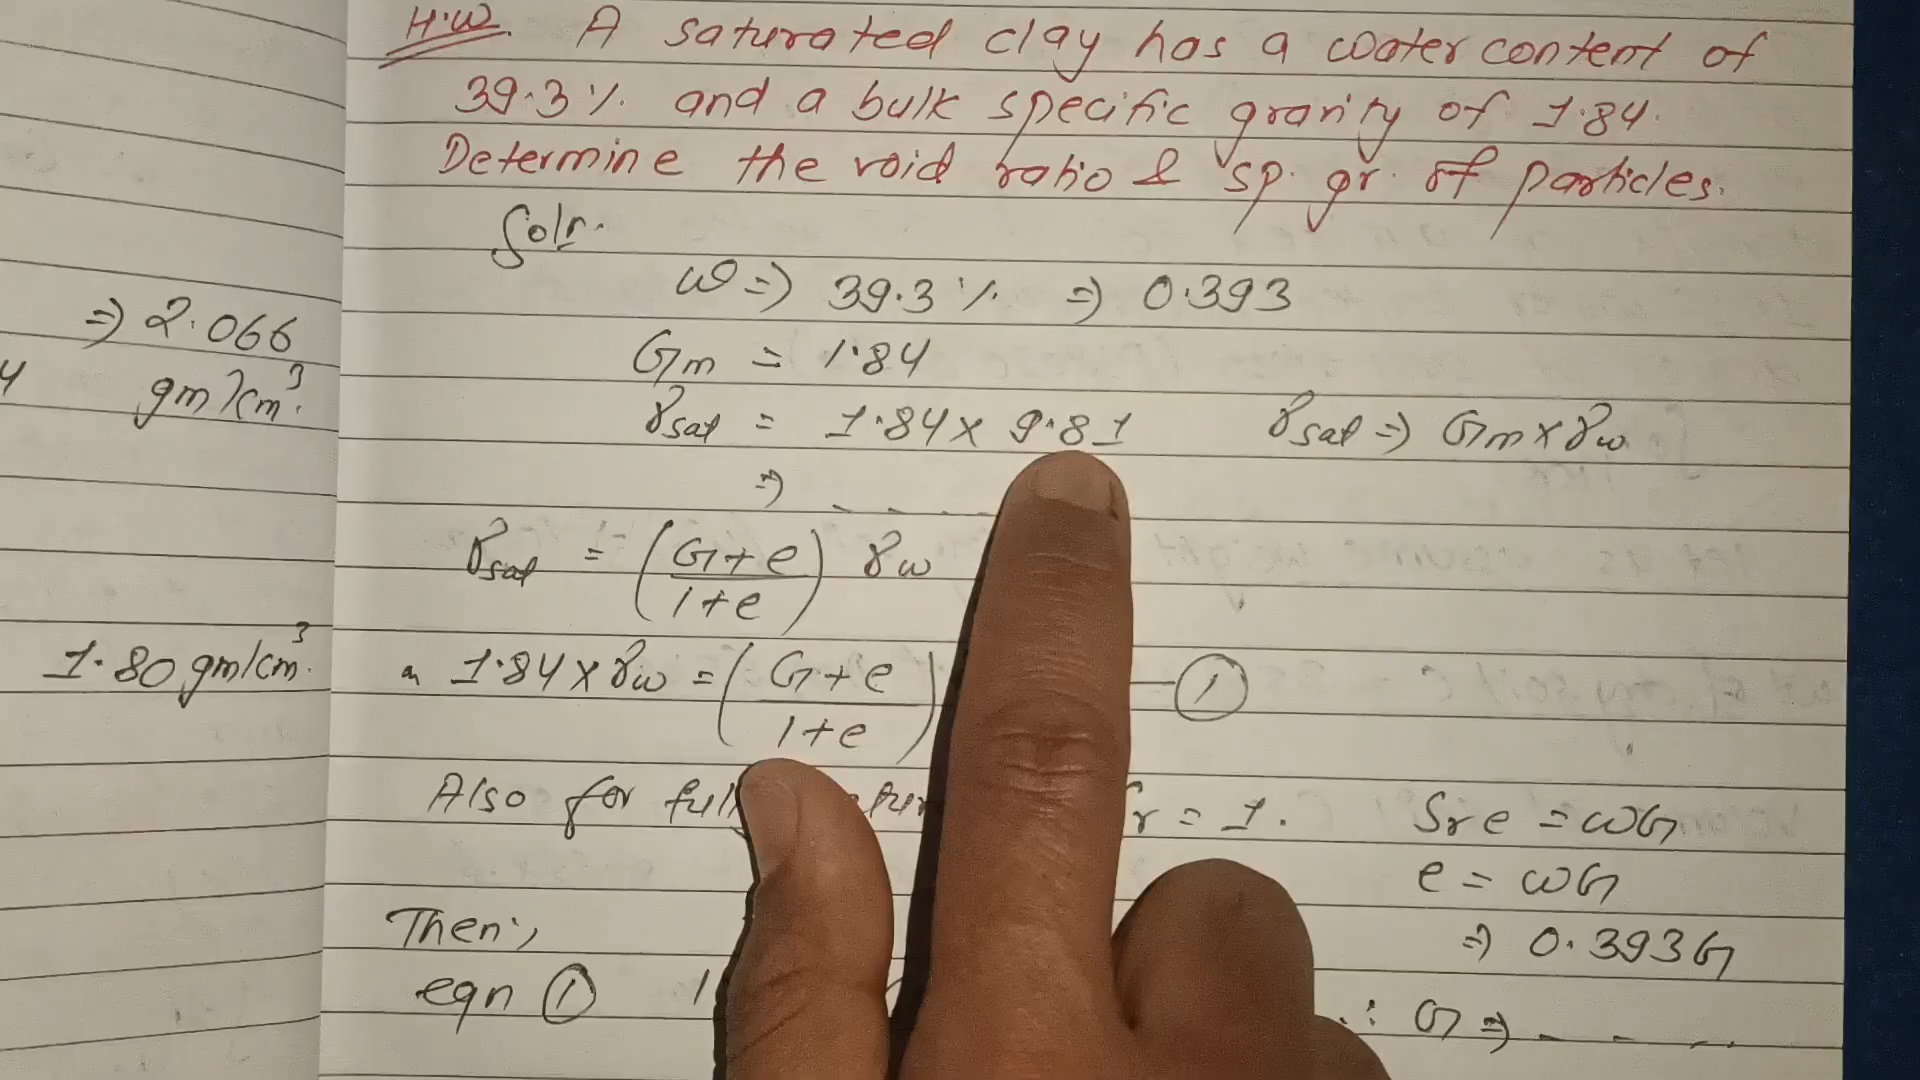 H.W. A saturated clay has a water content of
39.3 % and a bulk specific gravity of 1.84.
Determine the void ratio & sp. gr. of particles.
Soln.
w => 39.3 % => 0.393
Gm = 1.84
γsat = 1.84 x 9.81 γsat => Gm x γw
=> - - - -
γsat = (G+e / 1+e) γw
1.84 x γw = (G+e / 1+e) — ①
Also for r = 1. Sre = wG
e = wG
Then, => 0.393G
eqn ① 1 ∴ G => - - - -
=> 2.066
4 gm/cm³.
1.80 gm/cm³.